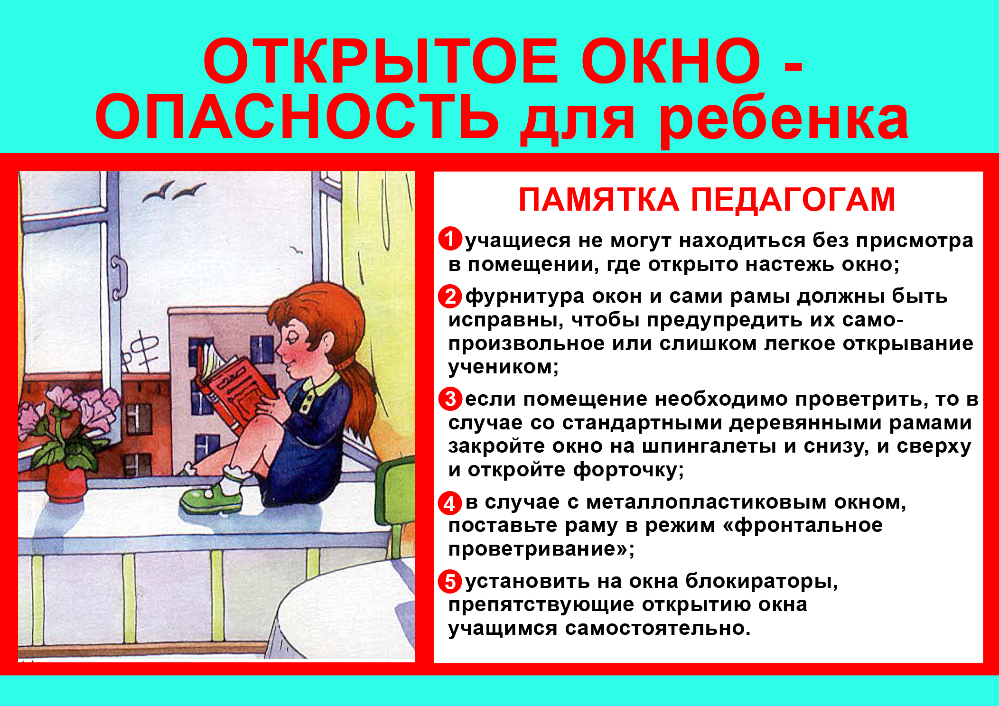 ОТКРЫТОЕ ОКНО -
ОПАСНОСТЬ для ребенка
ПАМЯТКА ПЕДАГОГАМ
1 учащиеся не могут находиться без присмотра
в помещении, где открыто настежь окно;
2 фурнитура окон и сами рамы должны быть
исправны, чтобы предупредить их само-
произвольное или слишком легкое открывание
учеником;
3 если помещение необходимо проветрить, то в
случае со стандартными деревянными рамами
закройте окно на шпингалеты и снизу, и сверху
и откройте форточку;
4 в случае с металлопластиковым окном,
поставьте раму в режим «фронтальное
проветривание»;
5 установить на окна блокираторы,
препятствующие открытию окна
учащимся самостоятельно.